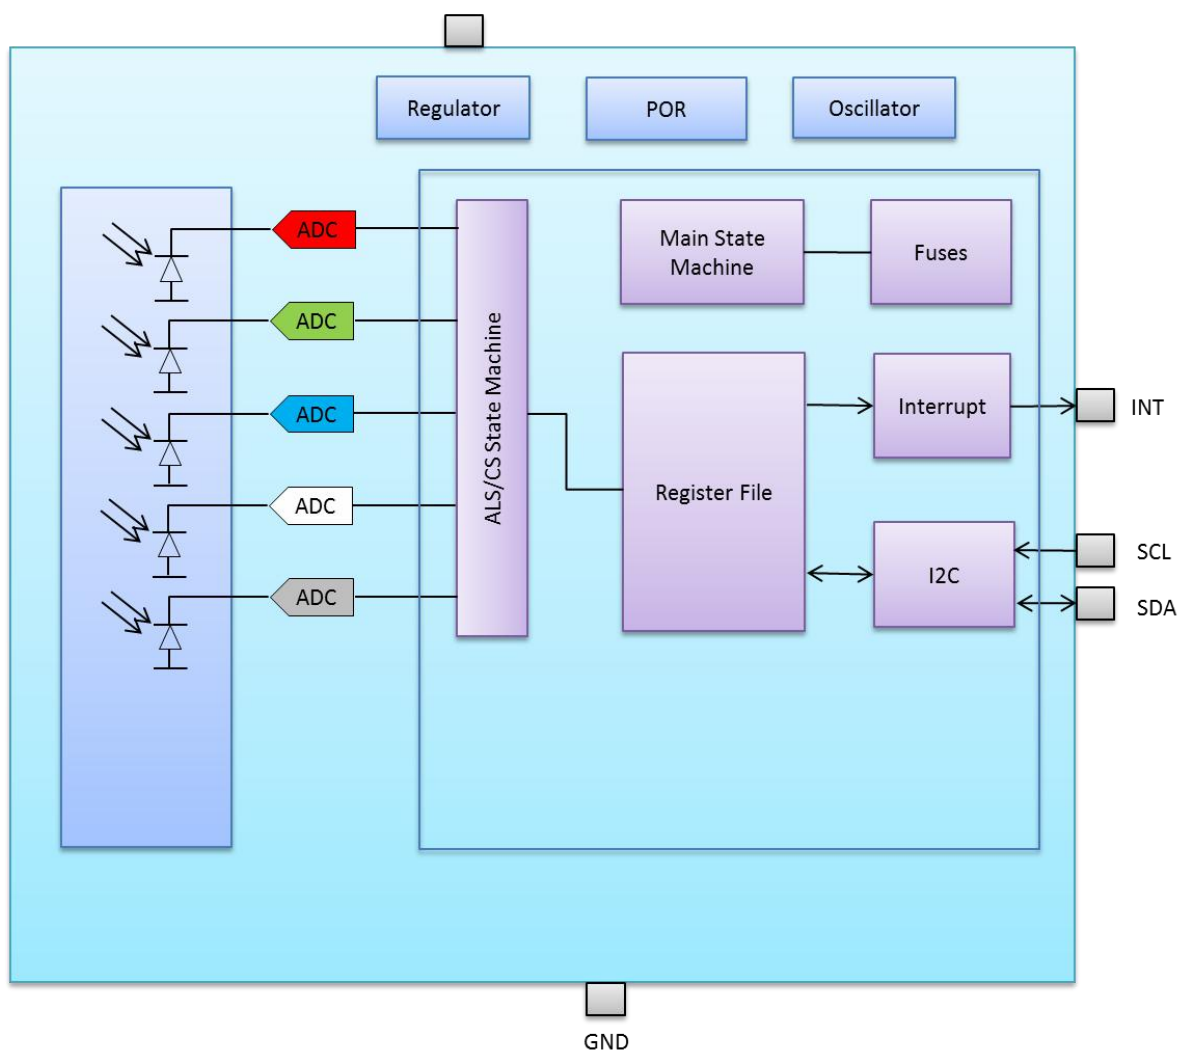 Regulator
POR
Oscillator
ADC
ADC
ADC
ADC
ADC
ALS/CS State Machine
Main State
Machine
Fuses
Register File
Interrupt
I2C
INT
SCL
SDA
GND